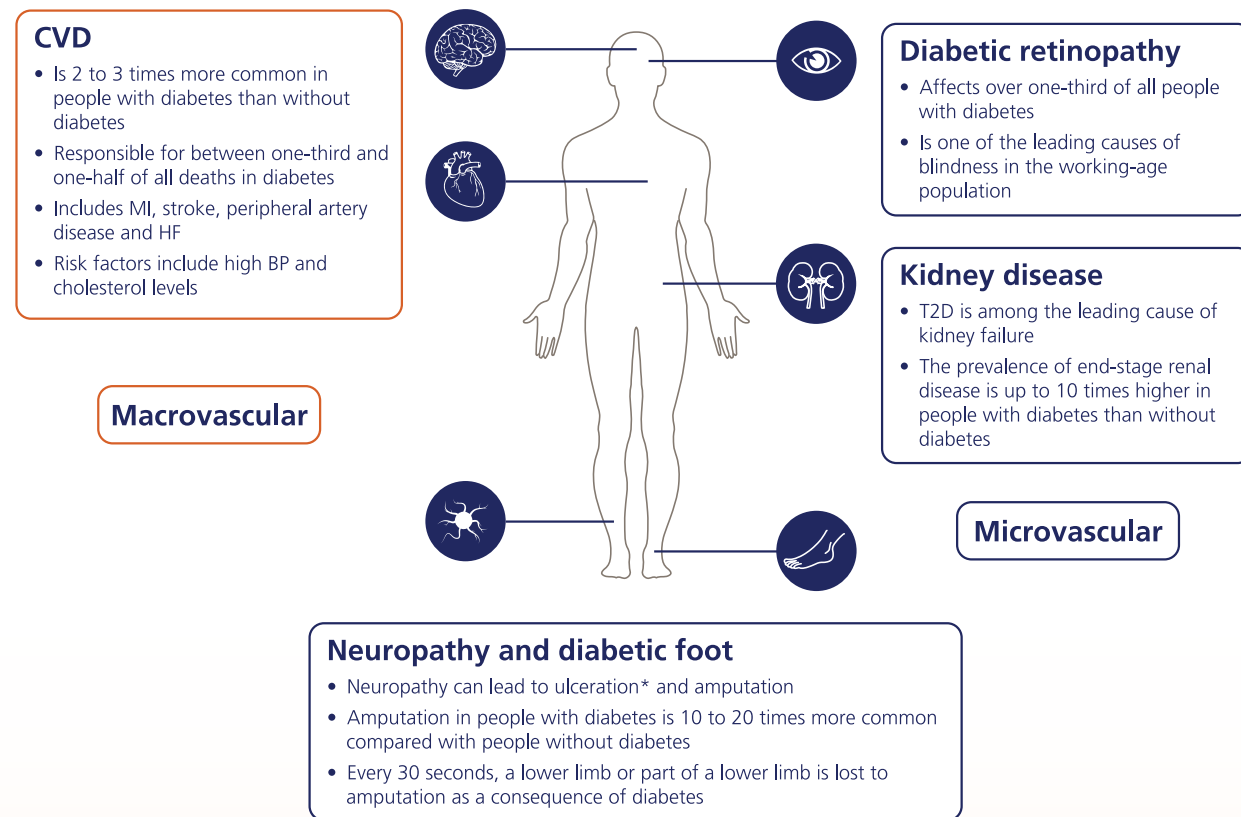 CVD
• Is 2 to 3 times more common in
people with diabetes than without
diabetes
• Responsible for between one-third and
one-half of all deaths in diabetes
• Includes MI, stroke, peripheral artery
disease and HF
• Risk factors include high BP and
cholesterol levels
Macrovascular
Diabetic retinopathy
• Affects over one-third of all people
with diabetes
• Is one of the leading causes of
blindness in the working-age
population
Kidney disease
• T2D is among the leading cause of
kidney failure
• The prevalence of end-stage renal
disease is up to 10 times higher in
people with diabetes than without
diabetes
Microvascular
Neuropathy and diabetic foot
• Neuropathy can lead to ulceration* and amputation
• Amputation in people with diabetes is 10 to 20 times more common
compared with people without diabetes
• Every 30 seconds, a lower limb or part of a lower limb is lost to
amputation as a consequence of diabetes